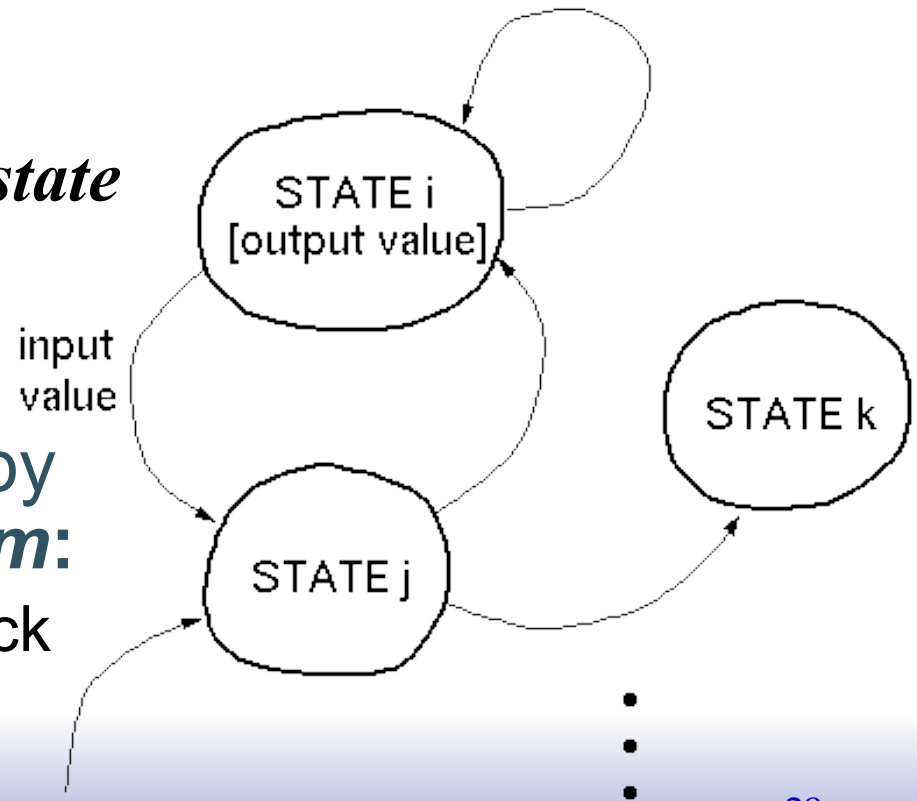 state
STATE i
[output value]
input
value
STATE k
by
m:
STATE j
ck